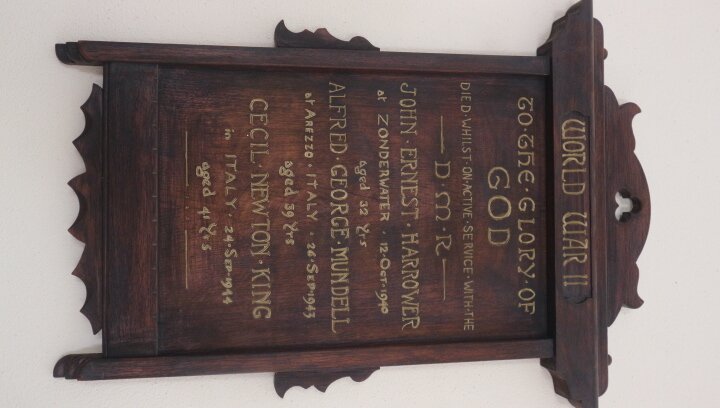 WORLD WAR II
TO·THE·GLORY·OF
GOD
DIED·WHILST·ON·ACTIVE·SERVICE·WITH·THE
D·M·R
JOHN·ERNEST·HARROWER
at ZONDERWATER·12·OCT·1940
aged 32 Yrs
ALFRED·GEORGE·MUNDELL
at AREZZO·ITALY·26·SEP·1943
aged 39 Yrs
CECIL·NEWTON·KING
in ITALY·24·SEP·1944
aged 41 Yrs